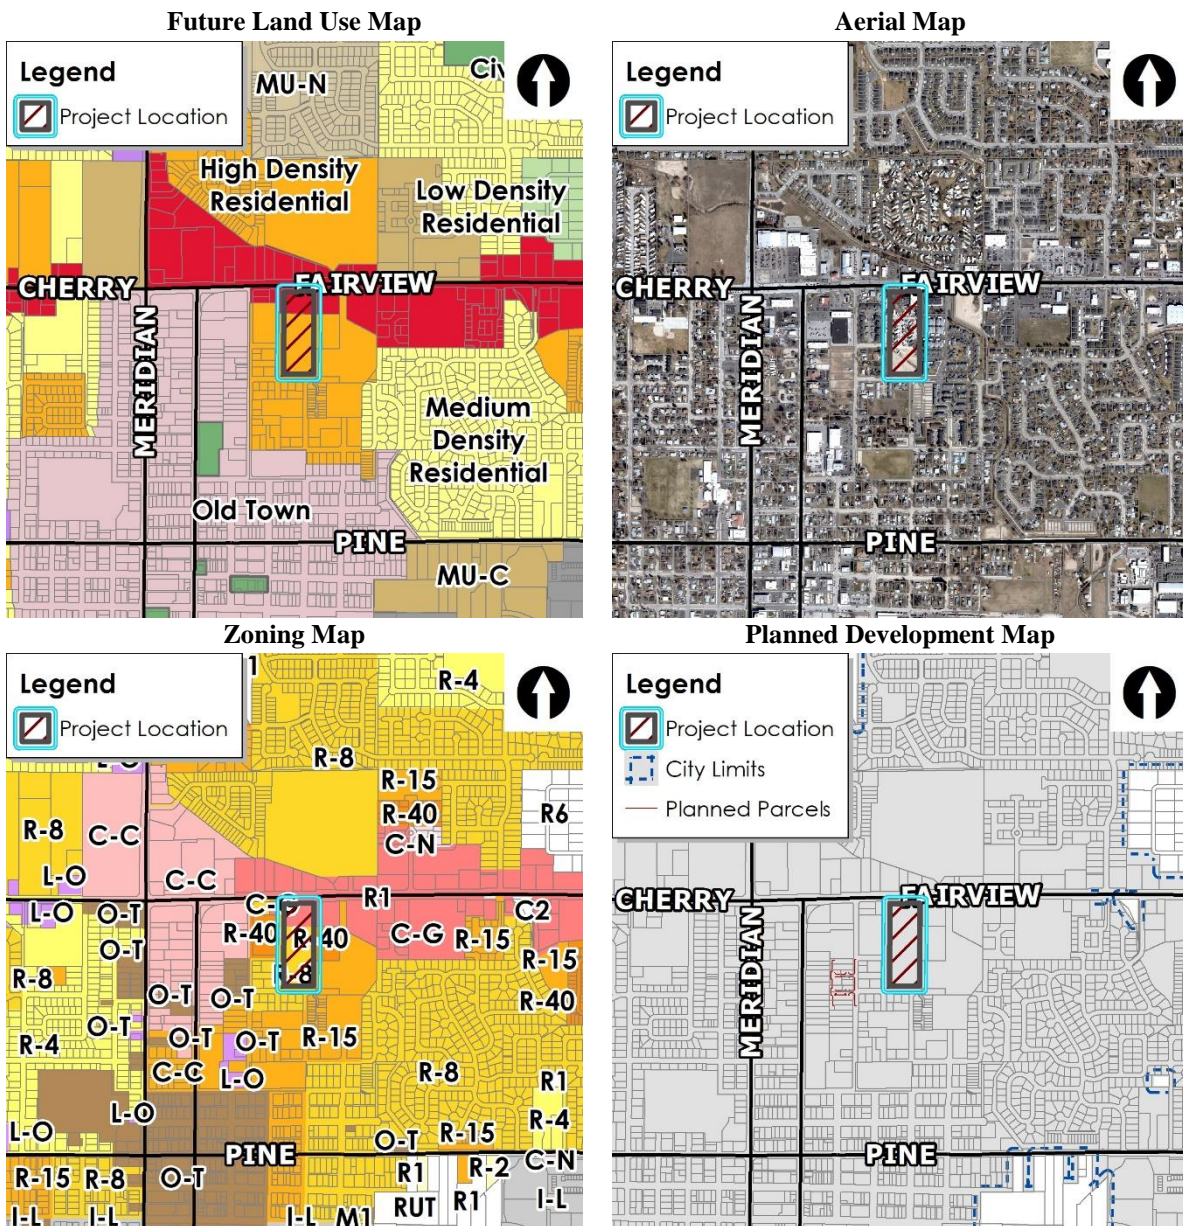 Future Land Use Map
Legend
Project Location
MU-N
High Density
Residential
Low Density
Residential
CHERRY
FAIRVIEW
MERIDIAN
Medium
Density
Residential
Old Town
PINE
MU-C
Aerial Map
Legend
Project Location
CHERRY
FAIRVIEW
MERIDIAN
PINE
Zoning Map
Legend
Project Location
R-4
R-8
R-15
R-8
C-C
R-40
R6
C-N
L-O
C-C
R1
L-O
O-T
C2
R-40
C-G
R-15
O-T
R-15
R-8
R-8
O-T
O-T
R-40
O-T
R-4
O-T
O-T
R-15
C-C
L-O
R-8
R1
L-O
R-4
L-O
O-T
R-15
PINE
C-N
R-15
R-8
O-T
R1
R-2
RUT
R1
I-L
I-L
I-L
I-L
M1
Planned Development Map
Legend
Project Location
City Limits
Planned Parcels
CHERRY
FAIRVIEW
MERIDIAN
PINE